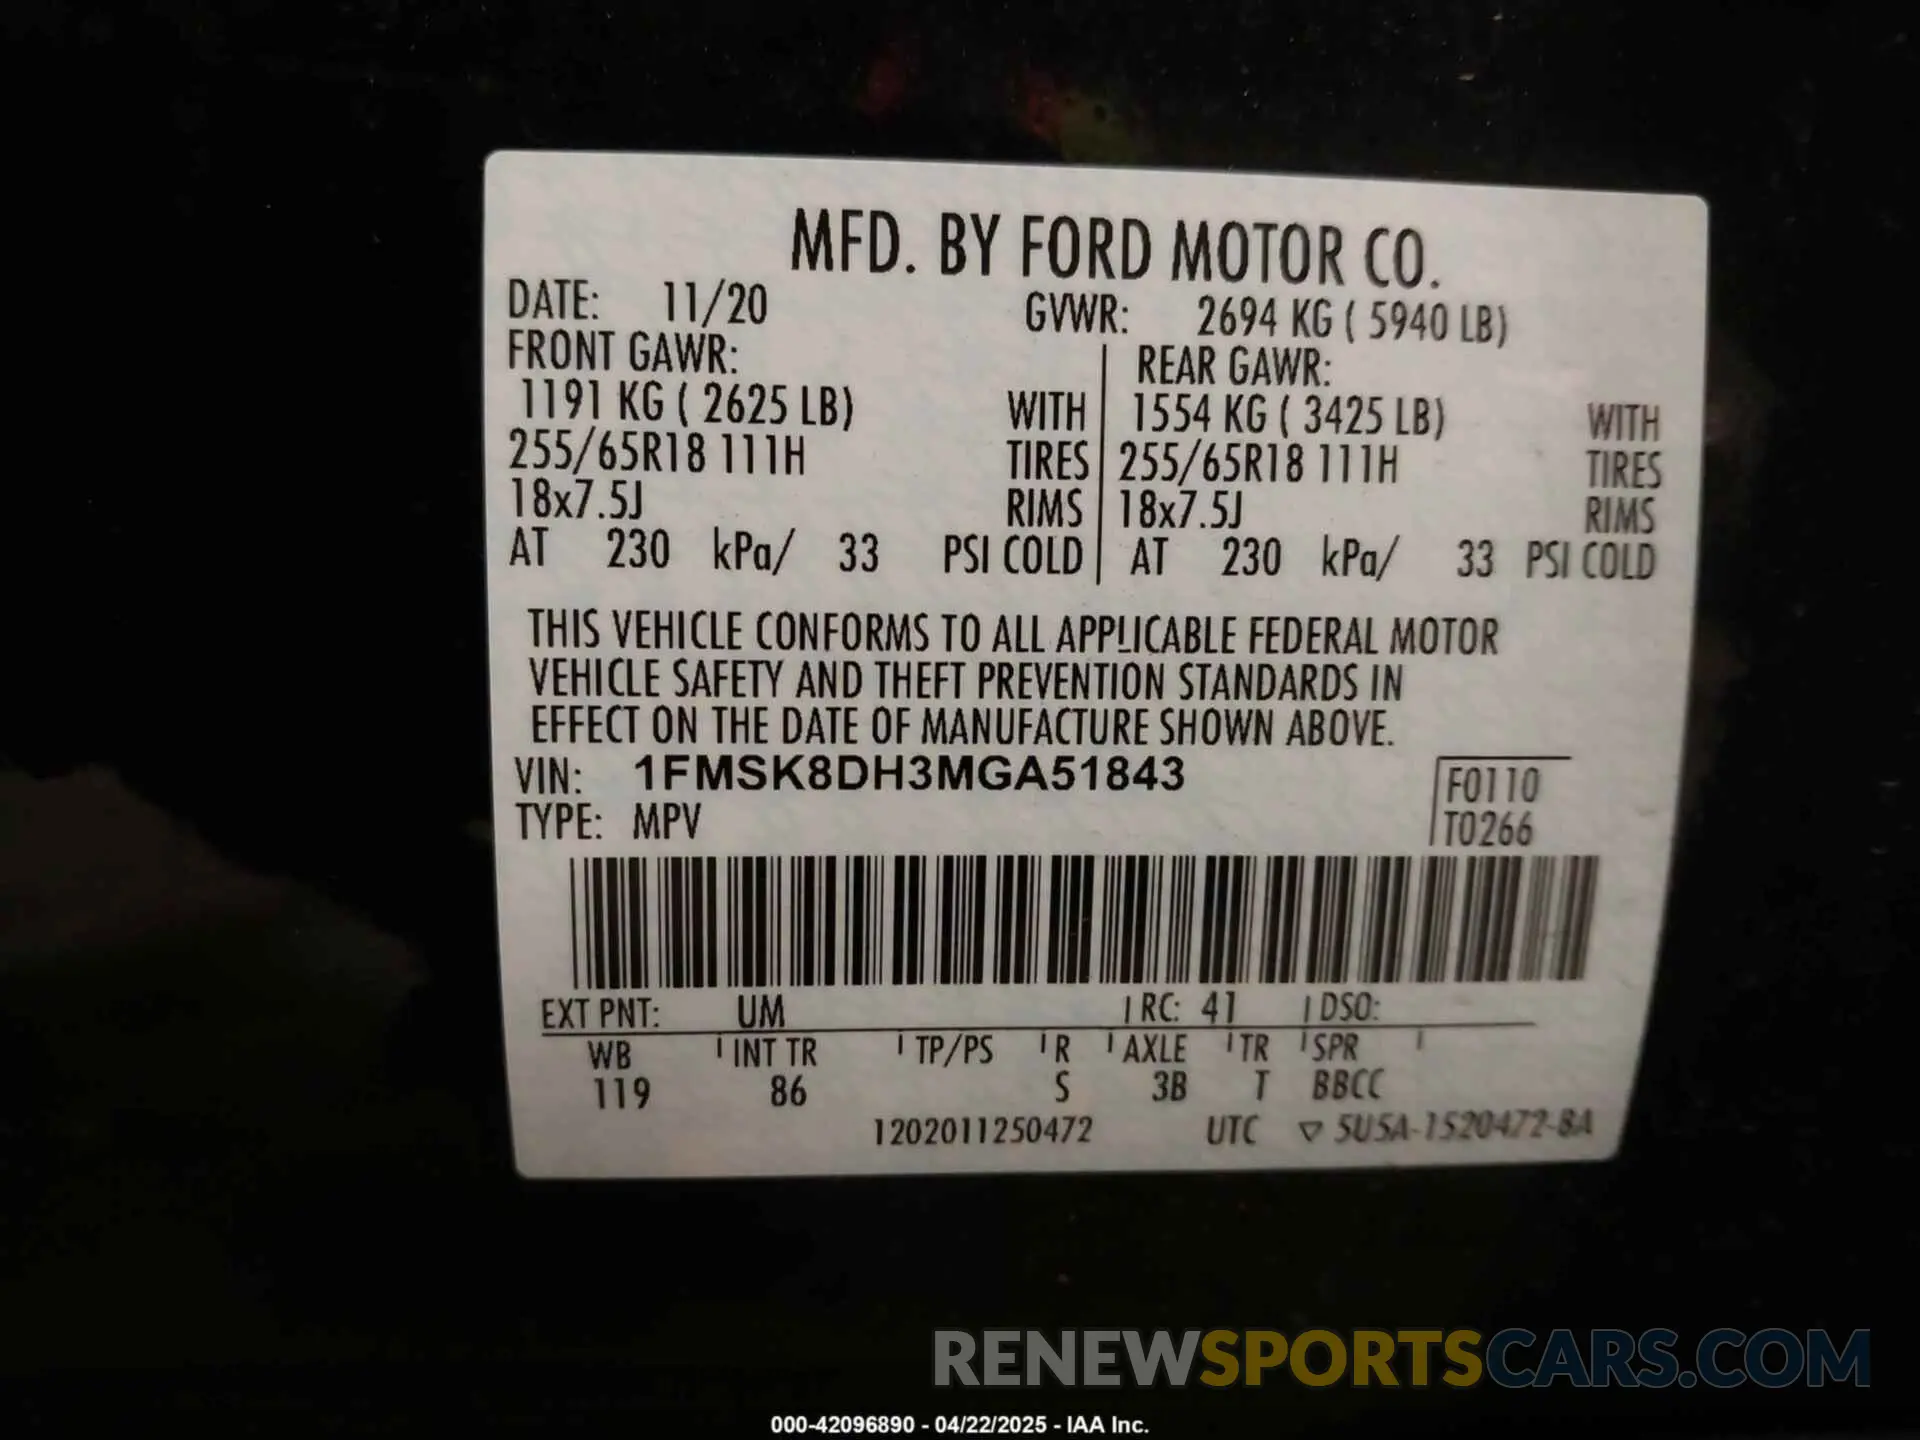 MFD. BY FORD MOTOR CO.
DATE: 11/20 GVWR: 2694 KG ( 5940 LB)
FRONT GAWR: REAR GAWR:
1191 KG ( 2625 LB) WITH 1554 KG ( 3425 LB) WITH
255/65R18 111H TIRES 255/65R18 111H TIRES
18x7.5J RIMS 18x7.5J RIMS
AT 230 kPa/ 33 PSI COLD AT 230 kPa/ 33 PSI COLD
THIS VEHICLE CONFORMS TO ALL APPLICABLE FEDERAL MOTOR
VEHICLE SAFETY AND THEFT PREVENTION STANDARDS IN
EFFECT ON THE DATE OF MANUFACTURE SHOWN ABOVE.
VIN: 1FMSK8DH3MGA51843 F0110
TYPE: MPV T0266
EXT PNT: UM RC: 41 DSO:
WB INT TR TP/PS R AXLE TR SPR
119 86 S 3B T BBCC
1202011250472 UTC ▽ 5U5A-1520472-BA
RENEWSPORTSCARS.COM
000-42096890 - 04/22/2025 - IAA Inc.